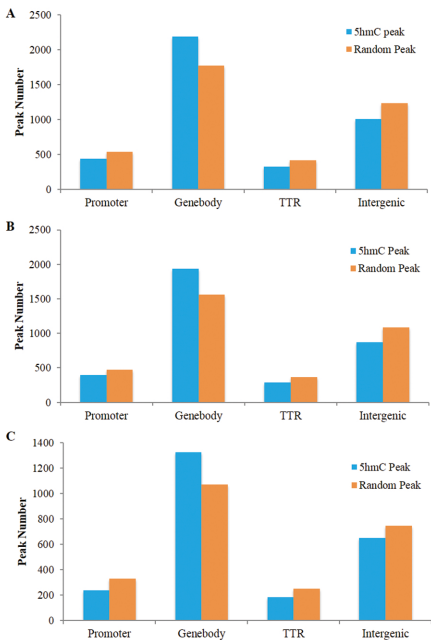 A
2500
2000
1500
1000
500
0
Peak Number
5hmC peak
Random Peak
Promoter Genebody TTR Intergenic
B
2500
2000
1500
1000
500
0
Peak Number
5hmC Peak
Random Peak
Promoter Genebody TTR Intergenic
C
1400
1200
1000
800
600
400
200
0
Peak Number
5hmC Peak
Random Peak
Promoter Genebody TTR Intergenic